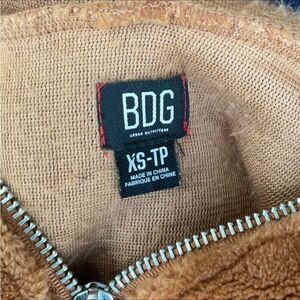 BDG
URBAN OUTFITTERS
XS-TP
MADE IN CHINA
FABRIQUÉ EN CHINE